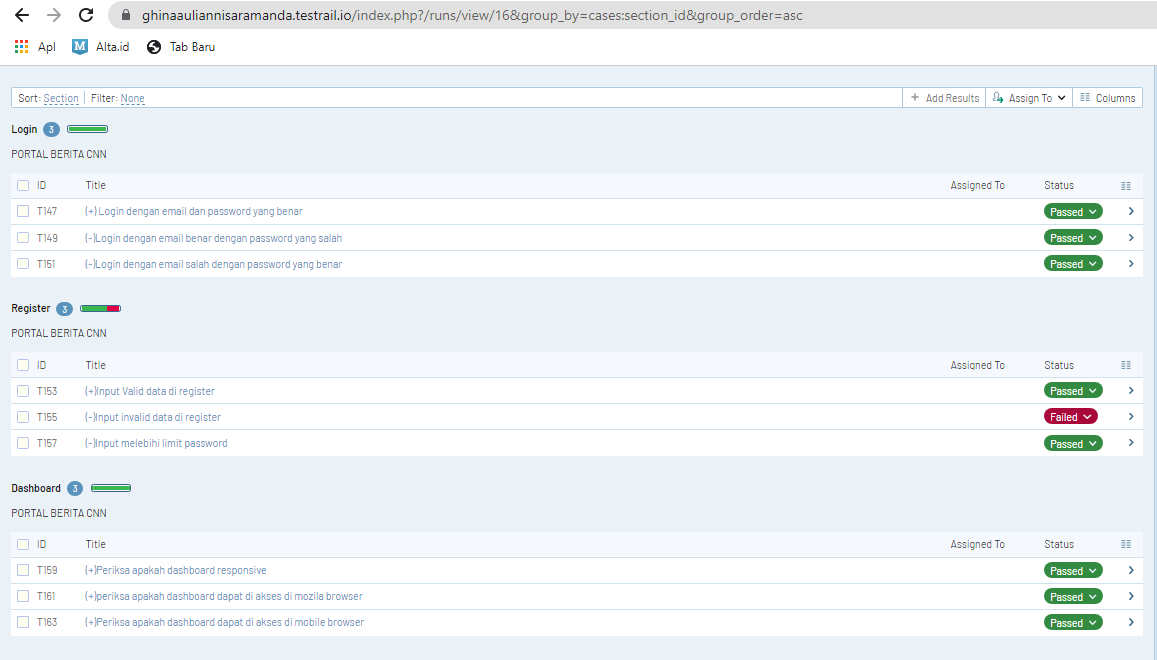 ghinaauliannisaramanda.testrail.io/index.php?/runs/view/16&group_by=cases:section_id&group_order=asc
Apl M Alta.id Tab Baru
Sort: Section Filter: None + Add Results Assign To Columns
Login 3
PORTAL BERITA CNN
ID Title Assigned To Status
T147 (+) Login dengan email dan password yang benar Passed
T149 (-)Login dengan email benar dengan password yang salah Passed
T151 (-)Login dengan email salah dengan password yang benar Passed
Register 3
PORTAL BERITA CNN
ID Title Assigned To Status
T153 (+)Input Valid data di register Passed
T155 (-)Input invalid data di register Failed
T157 (-)Input melebihi limit password Passed
Dashboard 3
PORTAL BERITA CNN
ID Title Assigned To Status
T159 (+)Periksa apakah dashboard responsive Passed
T161 (+)periksa apakah dashboard dapat di akses di mozila browser Passed
T163 (+)Periksa apakah dashboard dapat di akses di mobile browser Passed